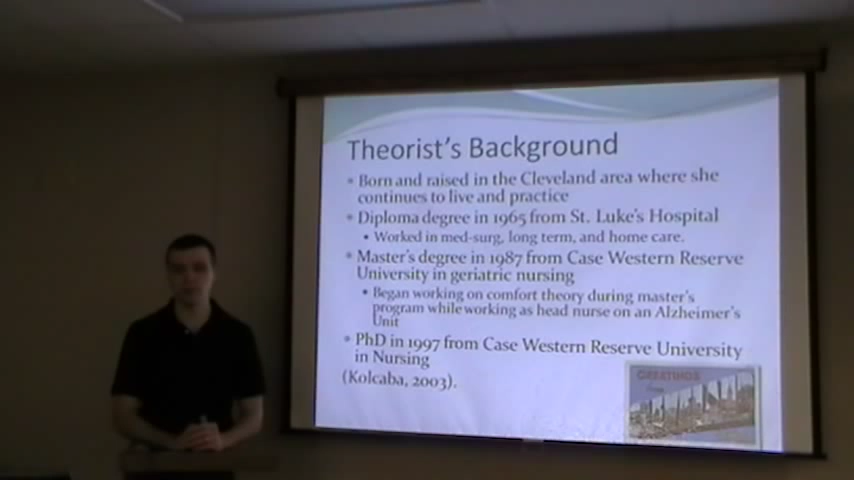 Theorist's Background
• Born and raised in the Cleveland area where she
continues to live and practice
• Diploma degree in 1965 from St. Luke's Hospital
• Worked in med-surg, long term, and home care.
• Master's degree in 1987 from Case Western Reserve
University in geriatric nursing
• Began working on comfort theory during master's
program while working as head nurse on an Alzheimer's
Unit
• PhD in 1997 from Case Western Reserve University
in Nursing
(Kolcaba, 2003).
GREETINGS